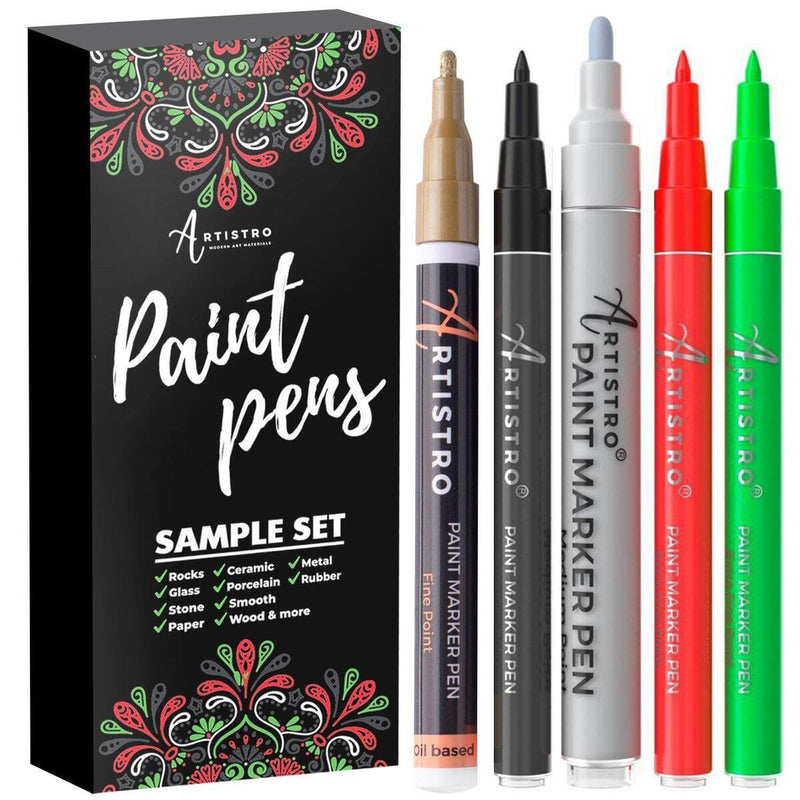 ARTISTRO
MODERN ART MATERIALS
Paint
pens
SAMPLE SET
✓ Rocks ✓ Ceramic ✓ Metal
✓ Glass ✓ Porcelain ✓ Rubber
✓ Stone ✓ Smooth
✓ Paper ✓ Wood & more
ARTISTRO
PAINT MARKER PEN
Fine Point
Oil based
ARTISTRO®
PAINT MARKER PEN
ARTISTRO®
PAINT MARKER PEN
Medium Point
ARTISTRO®
PAINT MARKER PEN
ARTISTRO®
PAINT MARKER PEN